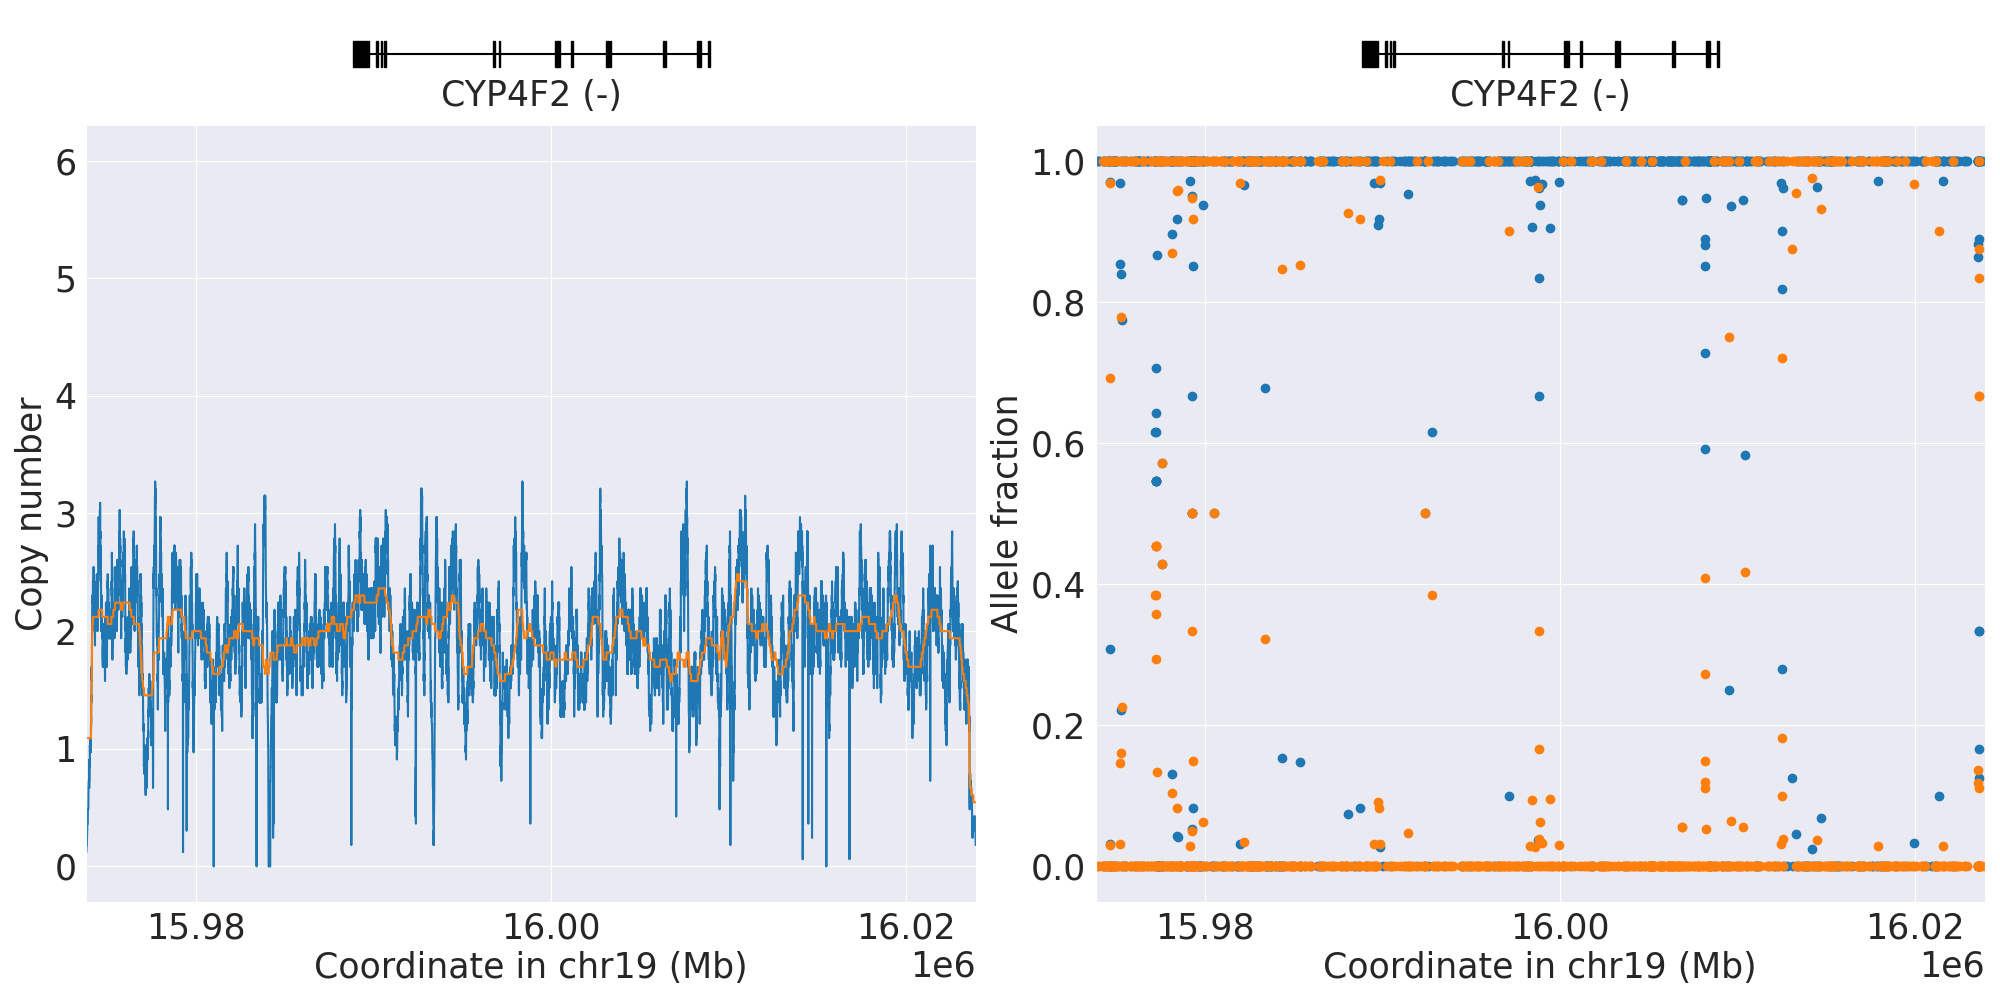 CYP4F2 (-)
6
5
4
3
2
1
0
Copy number
15.98
16.00
16.02
Coordinate in chr19 (Mb)
1e6
CYP4F2 (-)
1.0
0.8
0.6
0.4
0.2
0.0
Allele fraction
15.98
16.00
16.02
Coordinate in chr19 (Mb)
1e6